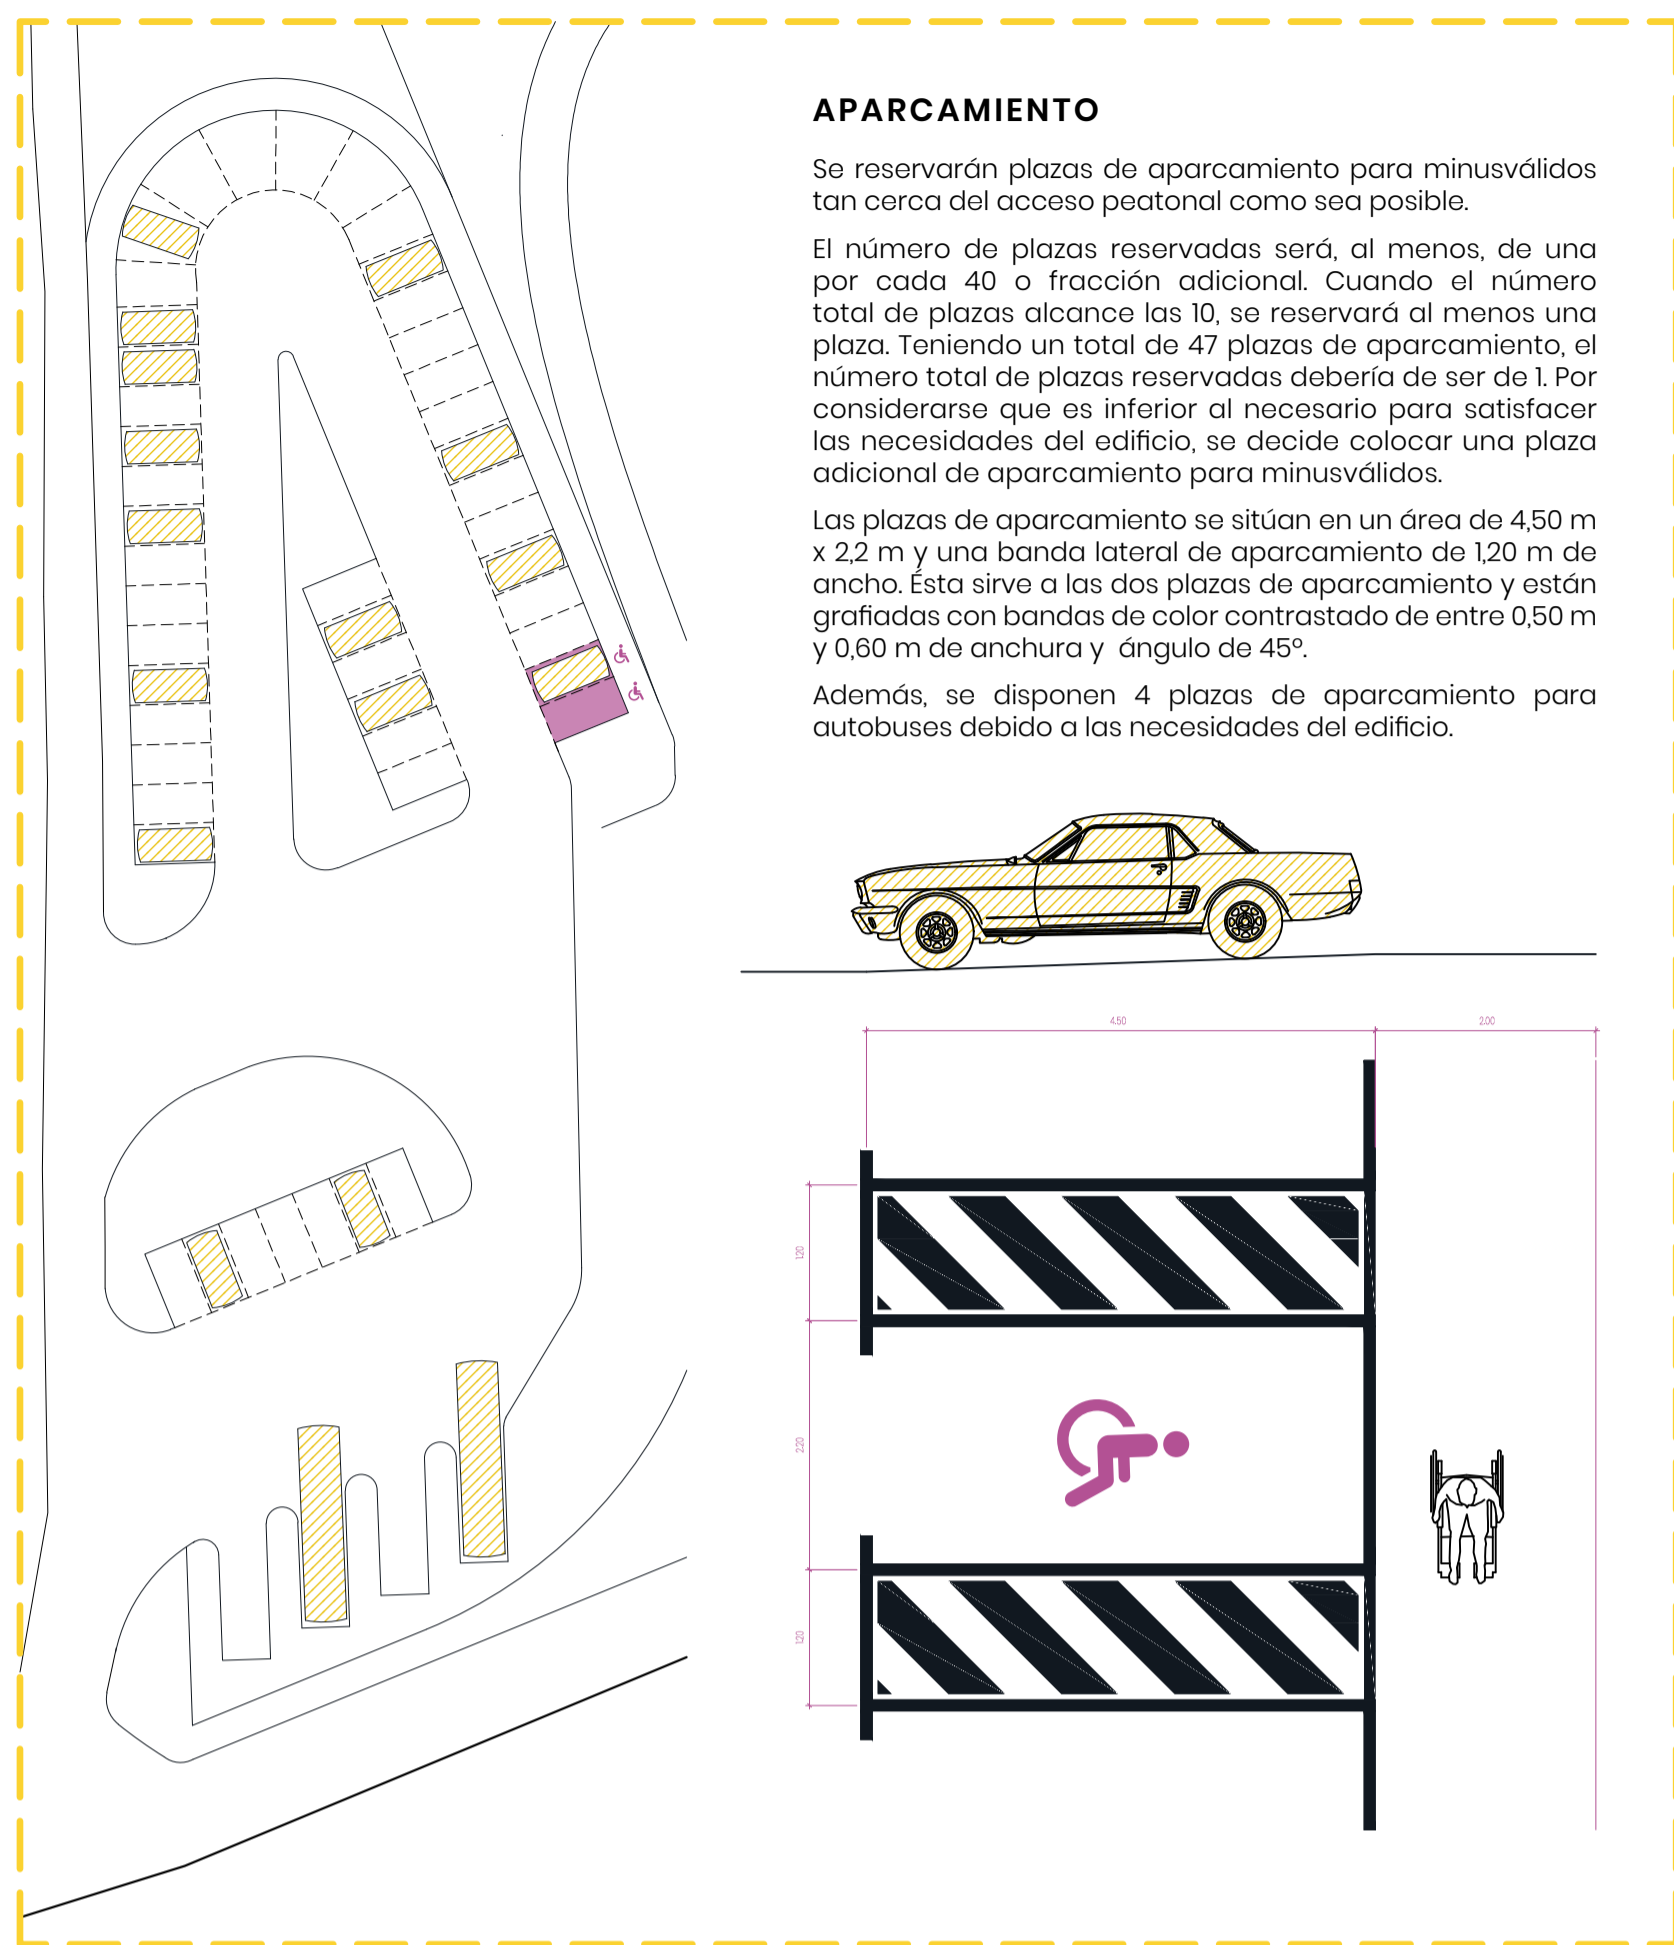 APARCAMIENTO
Se reservarán plazas de aparcamiento para minusválidos
tan cerca del acceso peatonal como sea posible.
El número de plazas reservadas será, al menos, de una
por cada 40 o fracción adicional. Cuando el número
total de plazas alcance las 10, se reservará al menos una
plaza. Teniendo un total de 47 plazas de aparcamiento, el
número total de plazas reservadas debería de ser de 1. Por
considerarse que es inferior al necesario para satisfacer
las necesidades del edificio, se decide colocar una plaza
adicional de aparcamiento para minusválidos.
Las plazas de aparcamiento se sitúan en un área de 4,50 m
x 2,2 m y una banda lateral de aparcamiento de 1,20 m de
ancho. Ésta sirve a las dos plazas de aparcamiento y están
grafiadas con bandas de color contrastado de entre 0,50 m
y 0,60 m de anchura y ángulo de 45º.
Además, se disponen 4 plazas de aparcamiento para
autobuses debido a las necesidades del edificio.
4.50
2.00
1.20
2.20
1.20